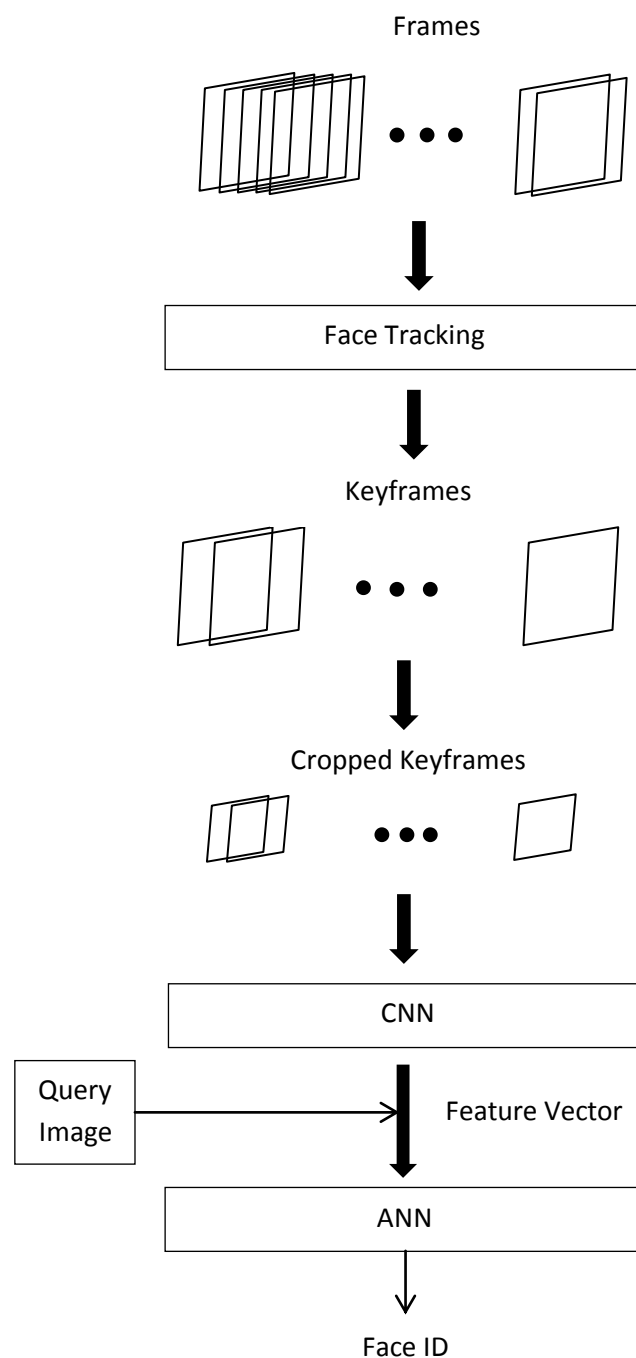 Frames
Face Tracking
Keyframes
Cropped Keyframes
CNN
Query
Image
Feature Vector
ANN
Face ID